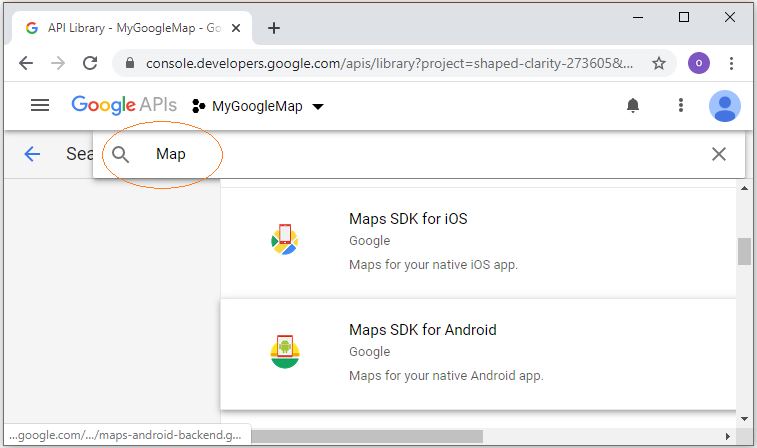 API Library - MyGoogleMap - Go
console.developers.google.com/apis/library?project=shaped-clarity-273605&...
o
Google APIs
MyGoogleMap
Sea
Map
Maps SDK for iOS
Google
Maps for your native iOS app.
Maps SDK for Android
Google
Maps for your native Android app.
...google.com/.../maps-android-backend.g...